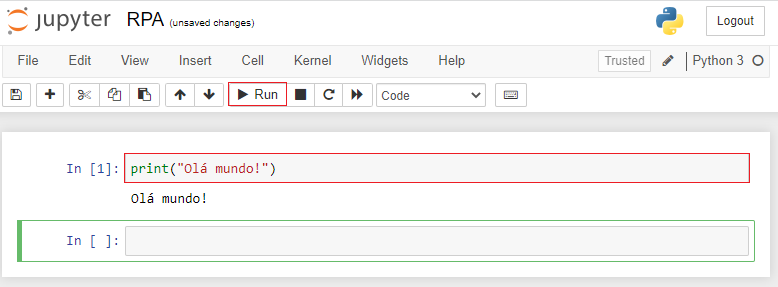 jupyter RPA (unsaved changes) Logout
File Edit View Insert Cell Kernel Widgets Help Trusted Python 3
Run Code
In [1]: print("Olá mundo!")
Olá mundo!
In [ ]: